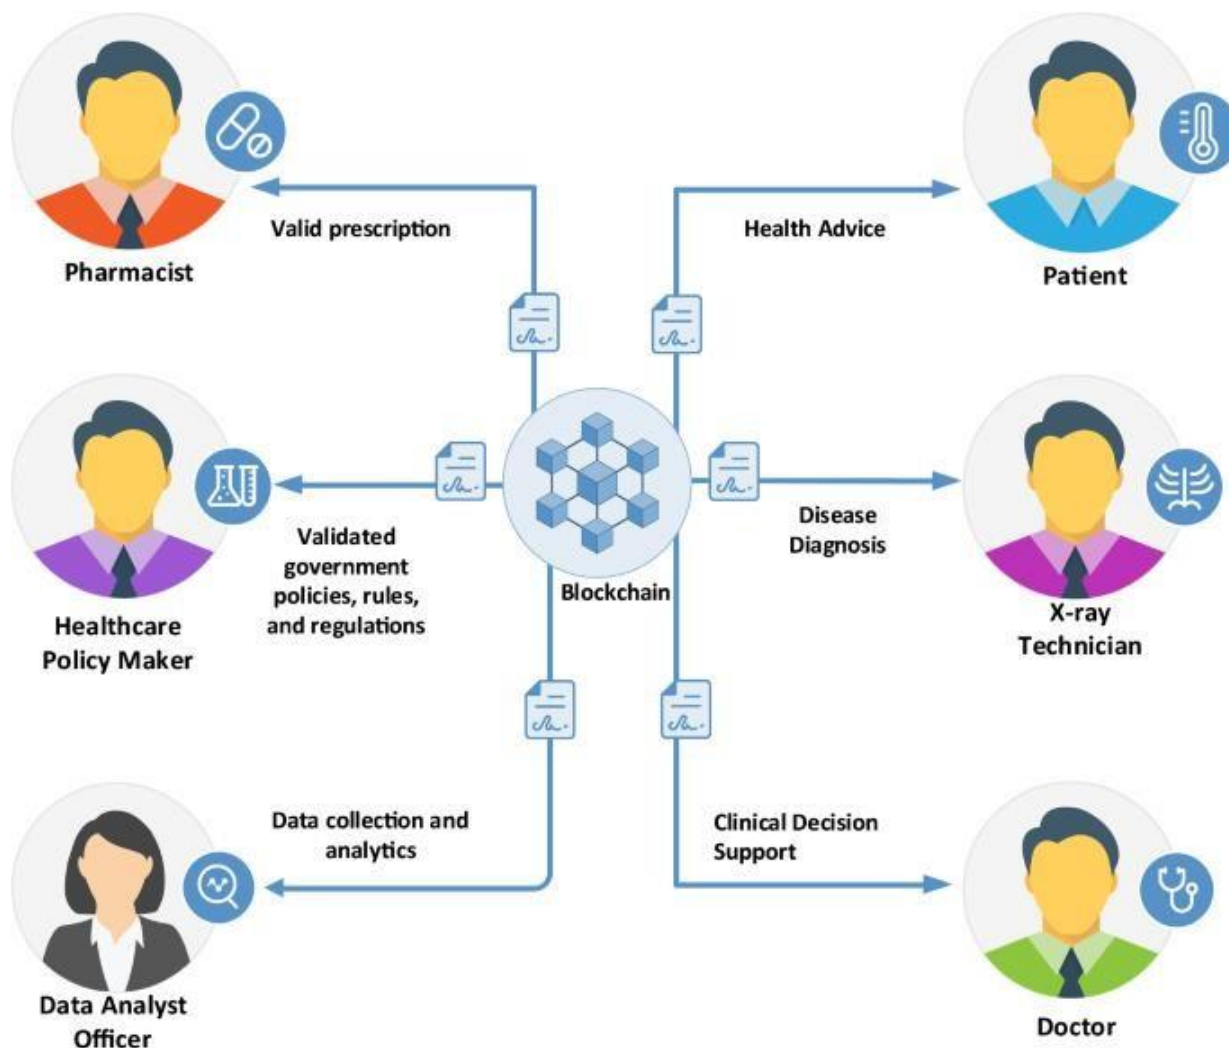 Valid prescription
Pharmacist
Health Advice
Patient
Validated
government
policies, rules,
and regulations
Healthcare
Policy Maker
Blockchain
Disease
Diagnosis
X-ray
Technician
Data collection and
analytics
Data Analyst
Officer
Clinical Decision
Support
Doctor